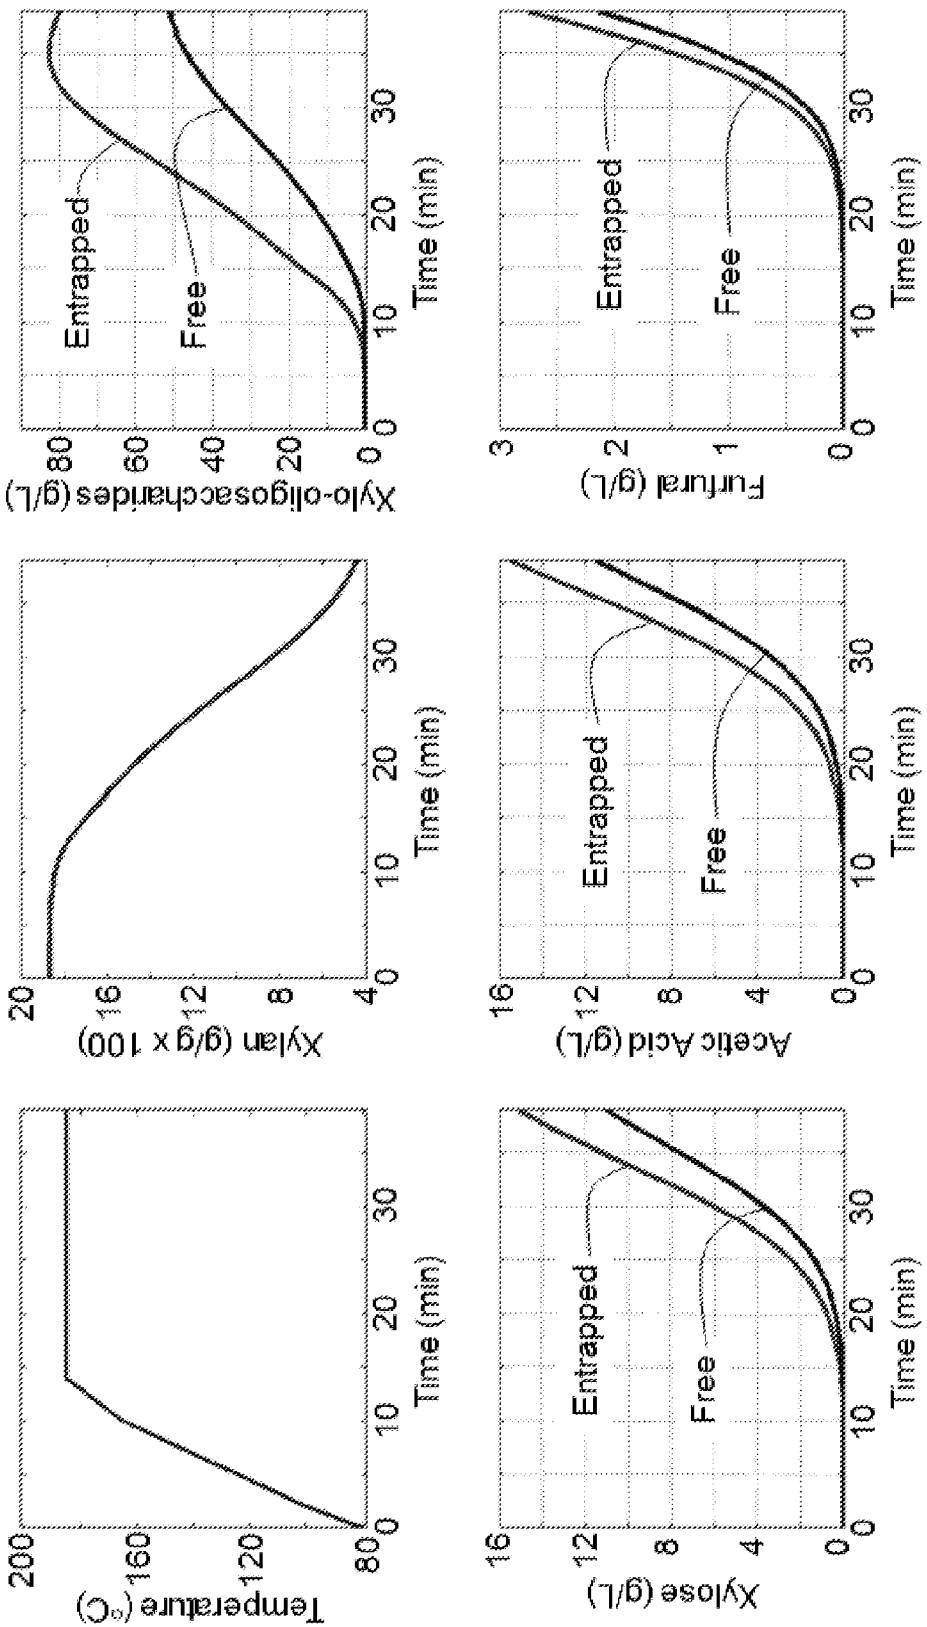 200
160
120
80
0
10
20
30
Temperature (°C)
Time (min)
20
16
12
8
4
0
10
20
30
Xylan (g/g x 100)
Time (min)
80
60
40
20
0
0
10
20
30
Xylo-oligosaccharides (g/L)
Time (min)
Entrapped
Free
16
12
8
4
0
0
10
20
30
Xylose (g/L)
Time (min)
Entrapped
Free
16
12
8
4
0
0
10
20
30
Acetic Acid (g/L)
Time (min)
Entrapped
Free
3
2
1
0
0
10
20
30
Furfural (g/L)
Time (min)
Entrapped
Free